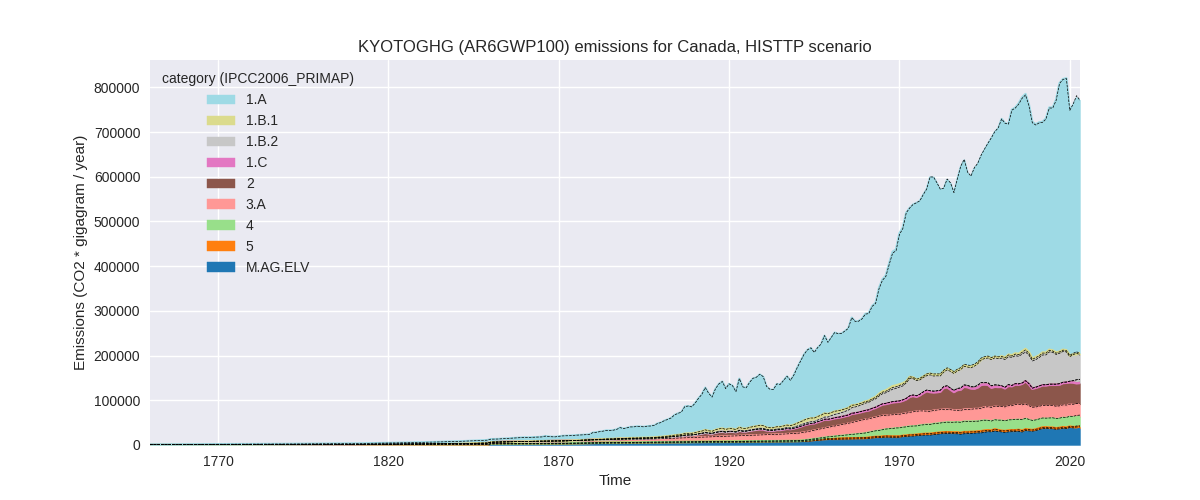 KYOTOGHG (AR6GWP100) emissions for Canada, HISTTP scenario
category (IPCC2006_PRIMAP)
1.A
1.B.1
1.B.2
1.C
2
3.A
4
5
M.AG.ELV
Emissions (CO2 * gigagram / year)
800000
700000
600000
500000
400000
300000
200000
100000
0
1770 1820 1870 1920 1970 2020
Time